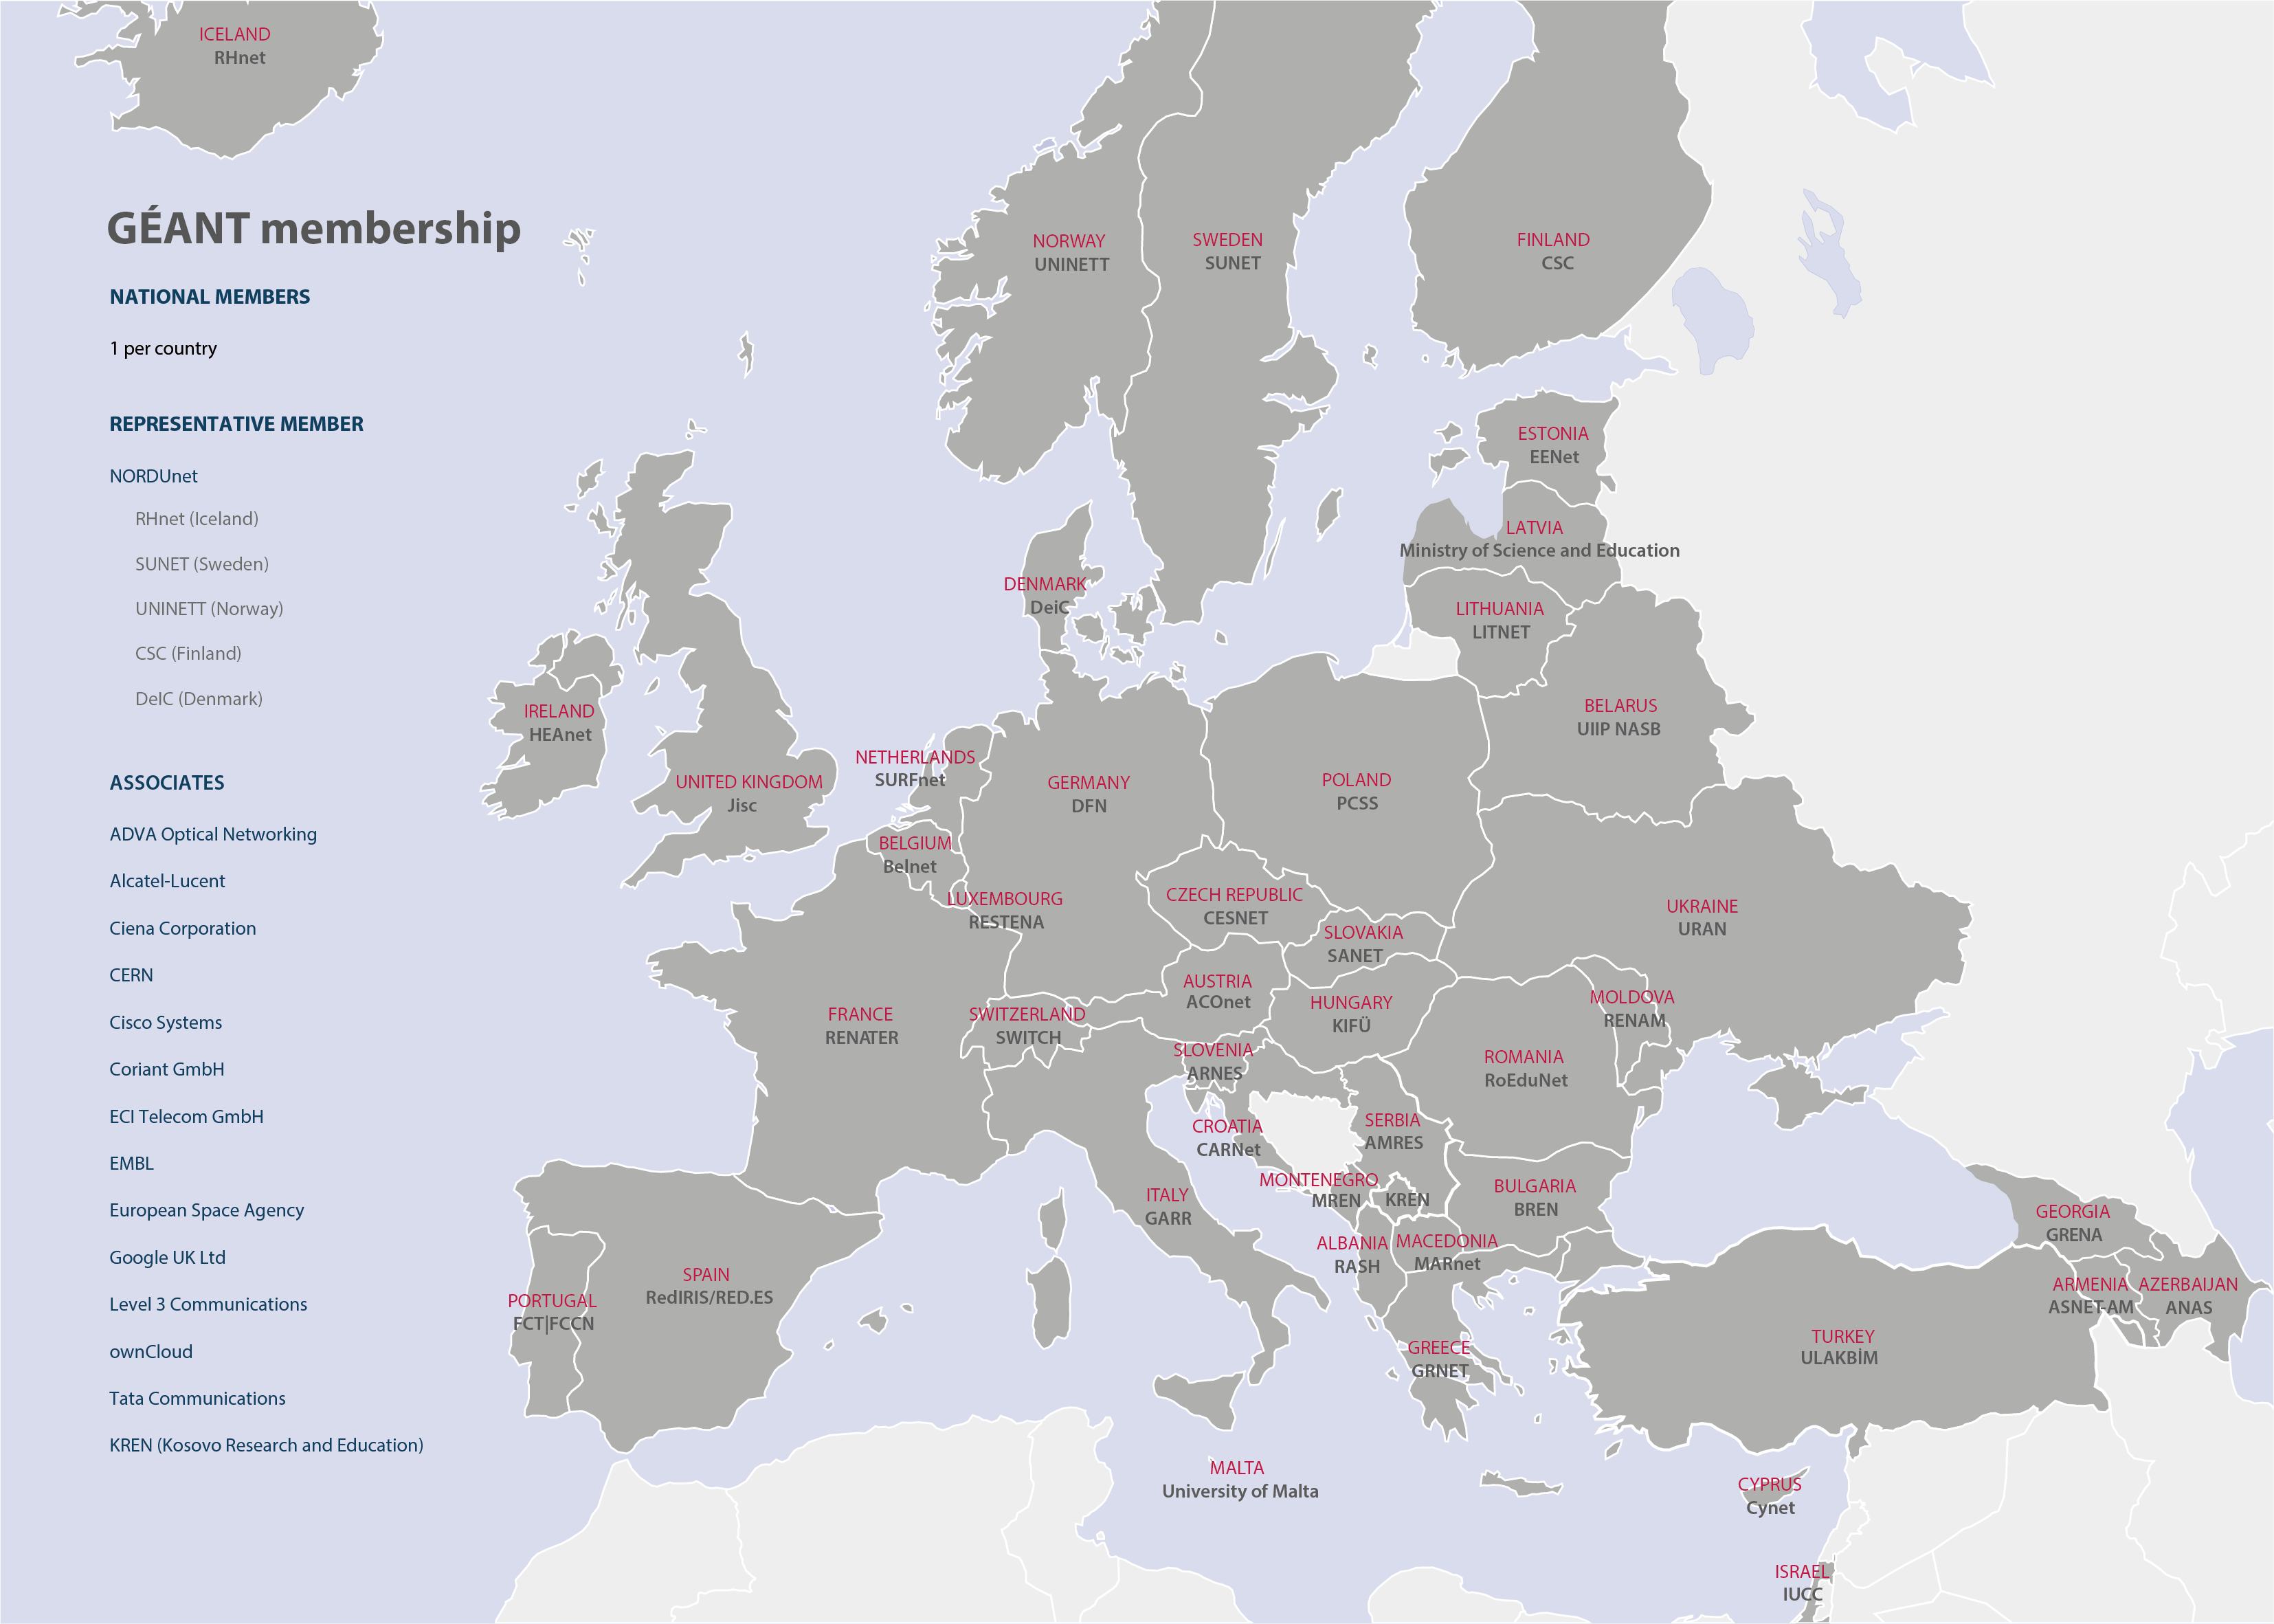 ICELAND
RHnet
GÉANT membership
NATIONAL MEMBERS
1 per country
REPRESENTATIVE MEMBER
NORDUnet
RHnet (Iceland)
SUNET (Sweden)
UNINETT (Norway)
CSC (Finland)
DeIC (Denmark)
ASSOCIATES
ADVA Optical Networking
Alcatel-Lucent
Ciena Corporation
CERN
Cisco Systems
Coriant GmbH
ECI Telecom GmbH
EMBL
European Space Agency
Google UK Ltd
Level 3 Communications
ownCloud
Tata Communications
KREN (Kosovo Research and Education)
NORWAY
UNINETT
SWEDEN
SUNET
FINLAND
CSC
ESTONIA
EENet
LATVIA
Ministry of Science and Education
DENMARK
DeiC
LITHUANIA
LITNET
IRELAND
HEAnet
BELARUS
UIIP NASB
UNITED KINGDOM
Jisc
NETHERLANDS
SURFnet
GERMANY
DFN
POLAND
PCSS
BELGIUM
Belnet
LUXEMBOURG
RESTENA
CZECH REPUBLIC
CESNET
SLOVAKIA
SANET
UKRAINE
URAN
AUSTRIA
ACOnet
HUNGARY
KIFÜ
MOLDOVA
RENAM
FRANCE
RENATER
SWITZERLAND
SWITCH
SLOVENIA
ARNES
ROMANIA
RoEduNet
CROATIA
CARNet
SERBIA
AMRES
MONTENEGRO
MREN
KREN
BULGARIA
BREN
ITALY
GARR
ALBANIA
RASH
MACEDONIA
MARnet
GEORGIA
GRENA
SPAIN
RedIRIS/RED.ES
PORTUGAL
FCT|FCCN
ARMENIA
ASNET-AM
AZERBAIJAN
ANAS
GREECE
GRNET
TURKEY
ULAKBİM
MALTA
University of Malta
CYPRUS
Cynet
ISRAEL
IUCC